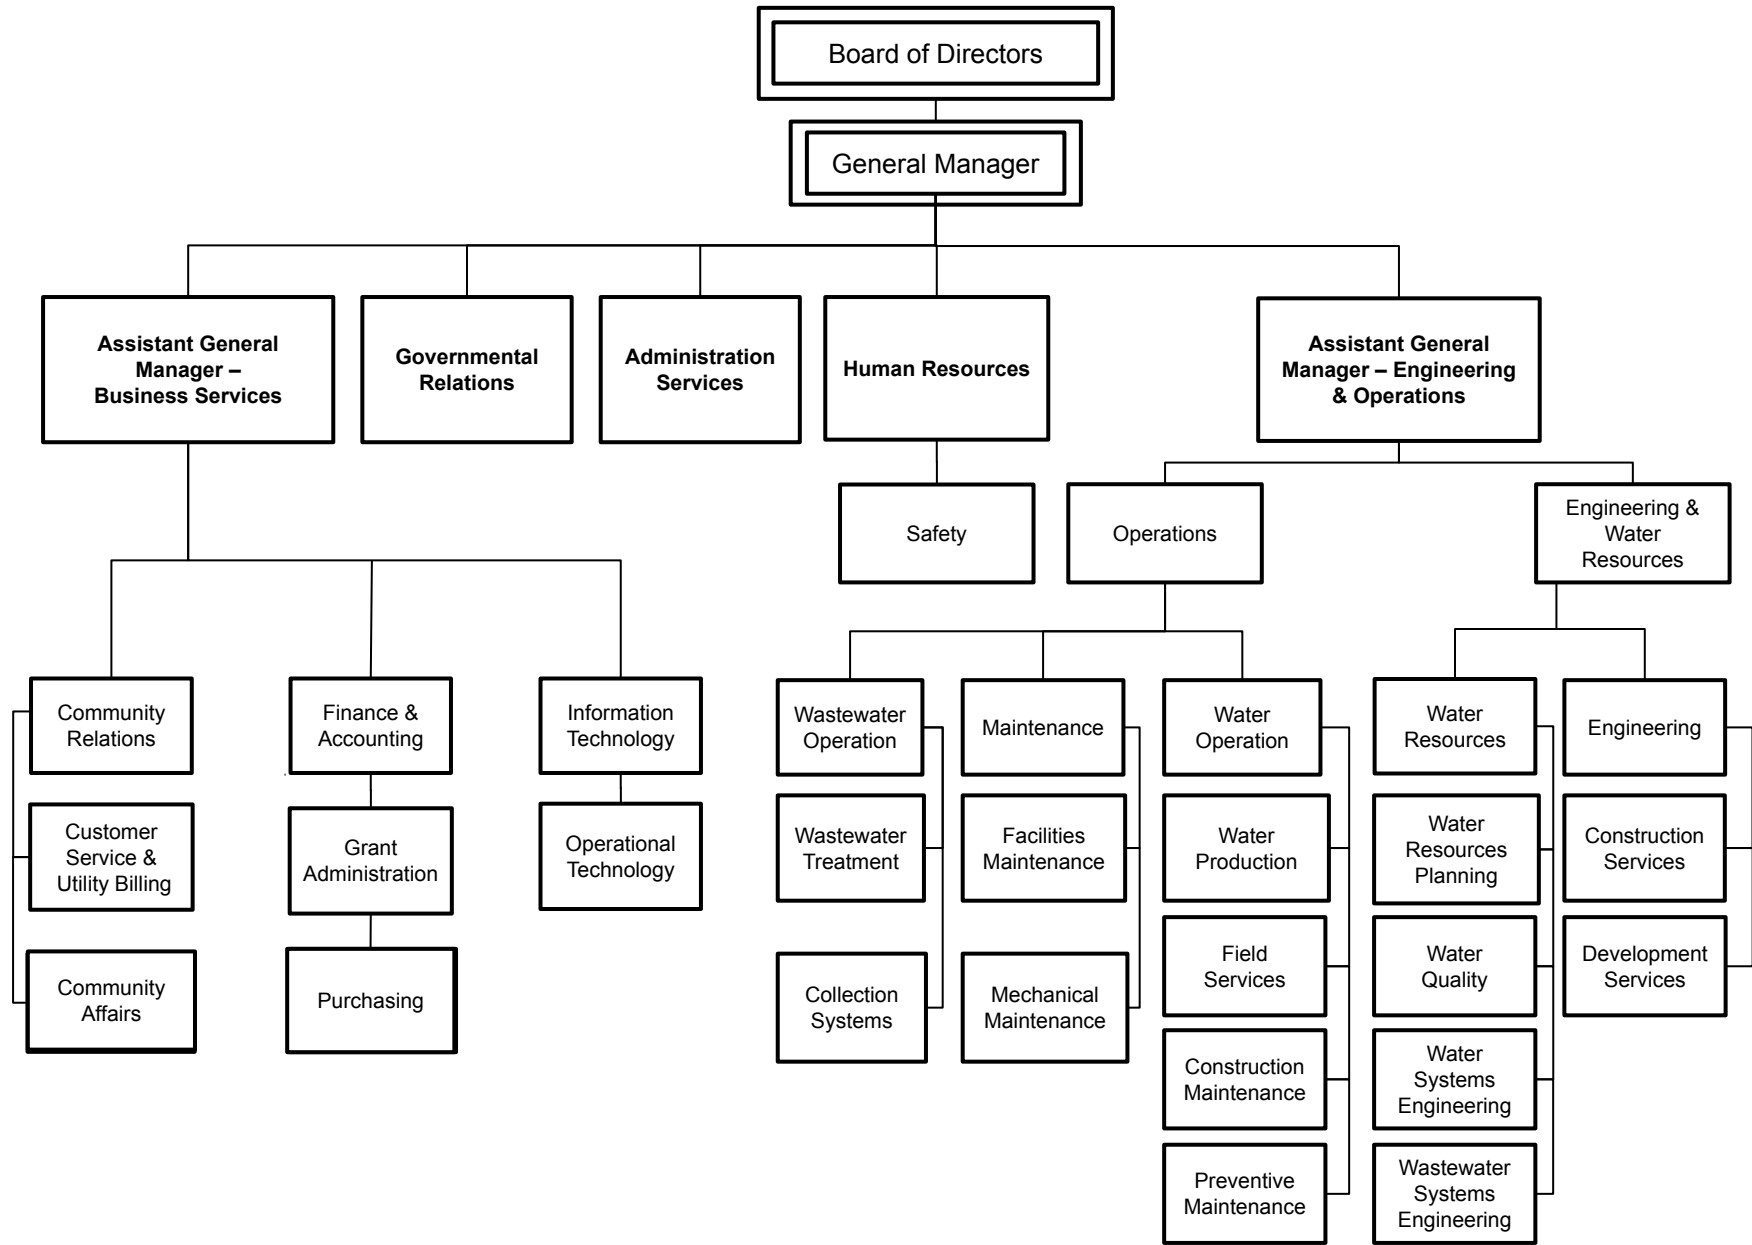 Board of Directors
General Manager
Assistant General
Manager –
Business Services
Governmental
Relations
Administration
Services
Human Resources
Assistant General
Manager – Engineering
& Operations
Safety
Operations
Engineering &
Water
Resources
Community
Relations
Finance &
Accounting
Information
Technology
Wastewater
Operation
Maintenance
Water
Operation
Water
Resources
Engineering
Customer
Service &
Utility Billing
Grant
Administration
Operational
Technology
Wastewater
Treatment
Facilities
Maintenance
Water
Production
Water
Resources
Planning
Construction
Services
Community
Affairs
Purchasing
Collection
Systems
Mechanical
Maintenance
Field
Services
Water
Quality
Development
Services
Construction
Maintenance
Water
Systems
Engineering
Preventive
Maintenance
Wastewater
Systems
Engineering